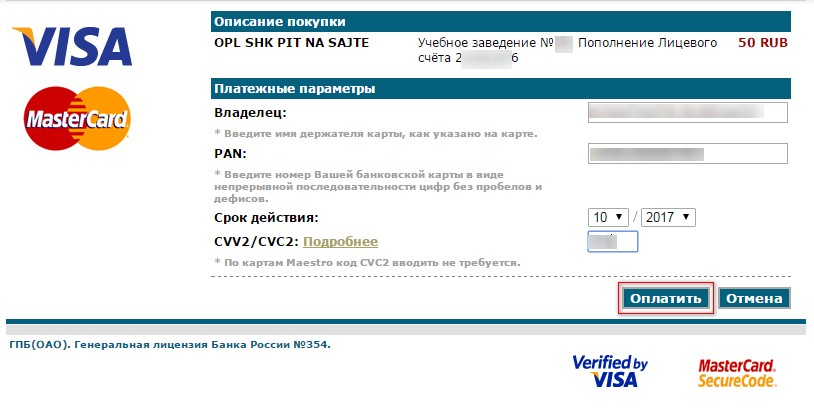 VISA
MasterCard
Описание покупки
OPL SHK PIT NA SAJTE
Учебное заведение № Пополнение Лицевого
счёта 2 6
50 RUB
Платежные параметры
Владелец:
* Введите имя держателя карты, как указано на карте.
PAN:
* Введите номер Вашей банковской карты в виде
непрерывной последовательности цифр без пробелов и
дефисов.
Срок действия:
10 / 2017
CVV2/CVC2: Подробнее
* По картам Maestro код CVC2 вводить не требуется.
Оплатить
Отмена
ГПБ(ОАО). Генеральная лицензия Банка России №354.
Verified by
VISA
MasterCard.
SecureCode.